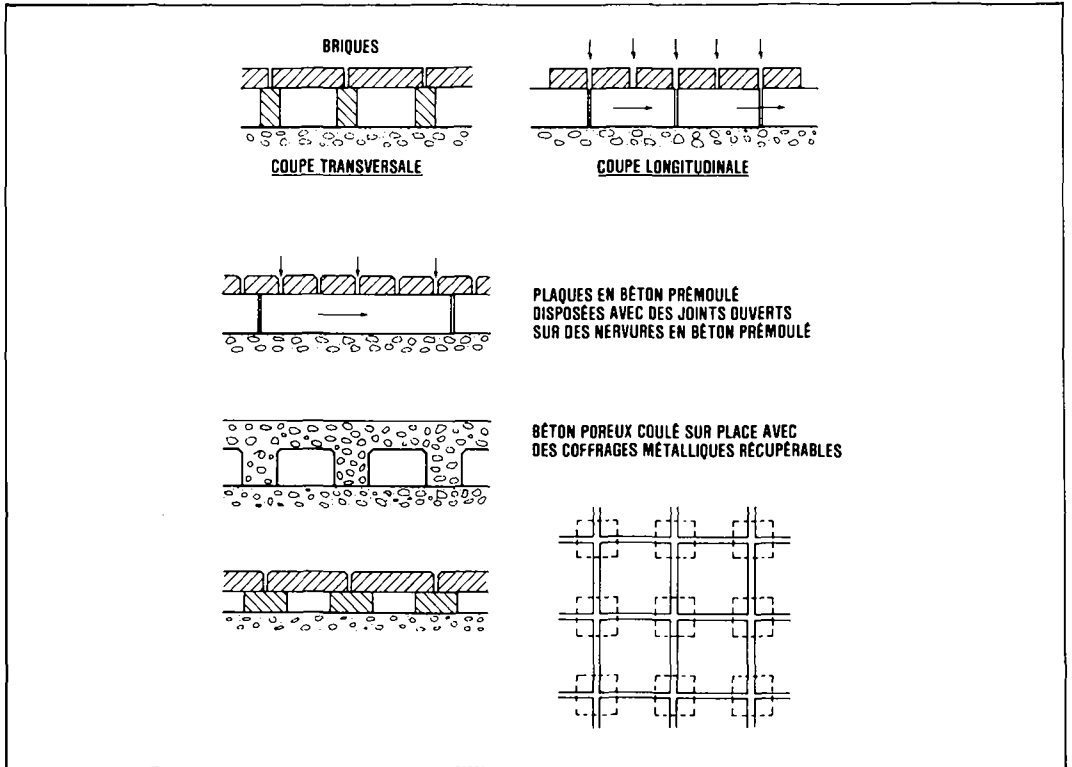 BRIQUES
COUPE TRANSVERSALE
COUPE LONGITUDINALE
PLAQUES EN BÉTON PRÉMOULÉ
DISPOSÉES AVEC DES JOINTS OUVERTS
SUR DES NERVURES EN BÉTON PRÉMOULÉ
BÉTON POREUX COULÉ SUR PLACE AVEC
DES COFFRAGES MÉTALLIQUES RÉCUPÉRABLES